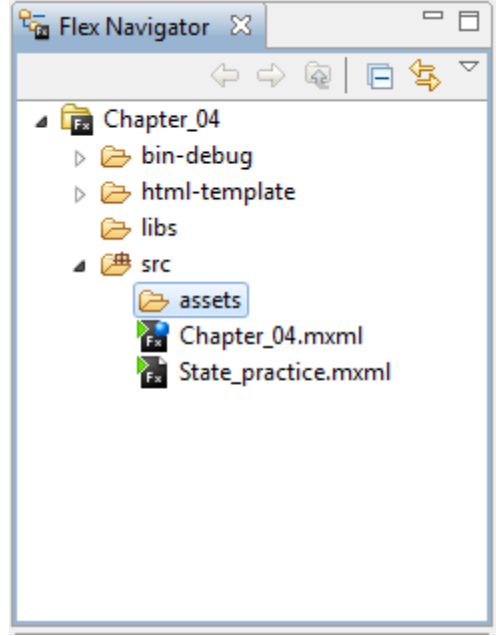 Flex Navigator
Chapter_04
bin-debug
html-template
libs
src
assets
Chapter_04.mxml
State_practice.mxml